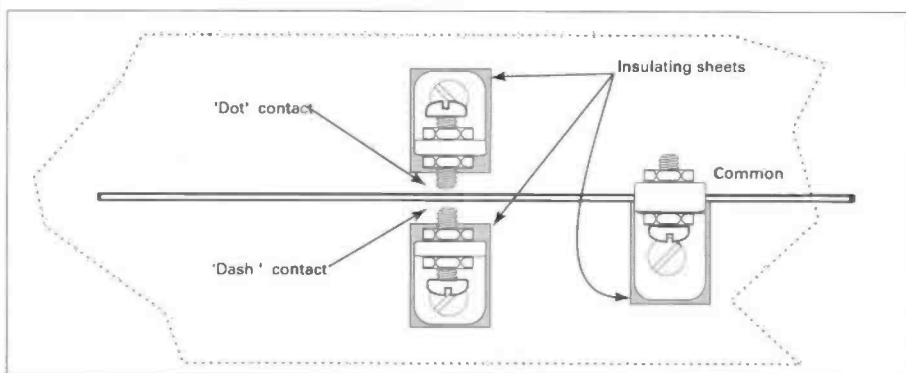 Insulating sheets
'Dot' contact
Common
'Dash ' contact